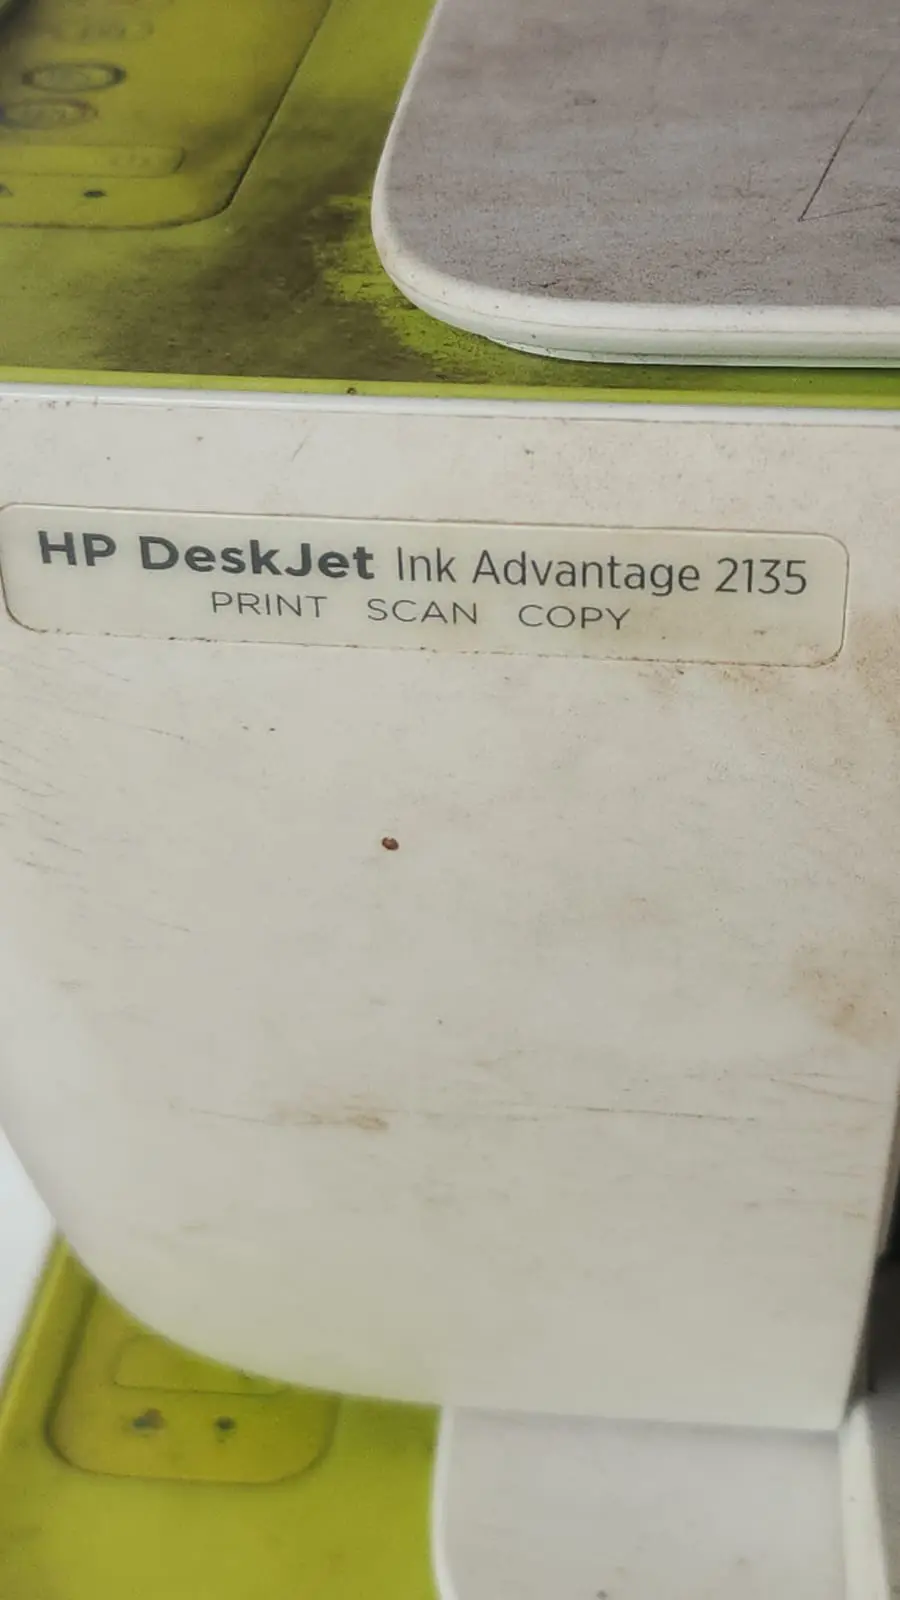 HP DeskJet Ink Advantage 2135
PRINT SCAN COPY